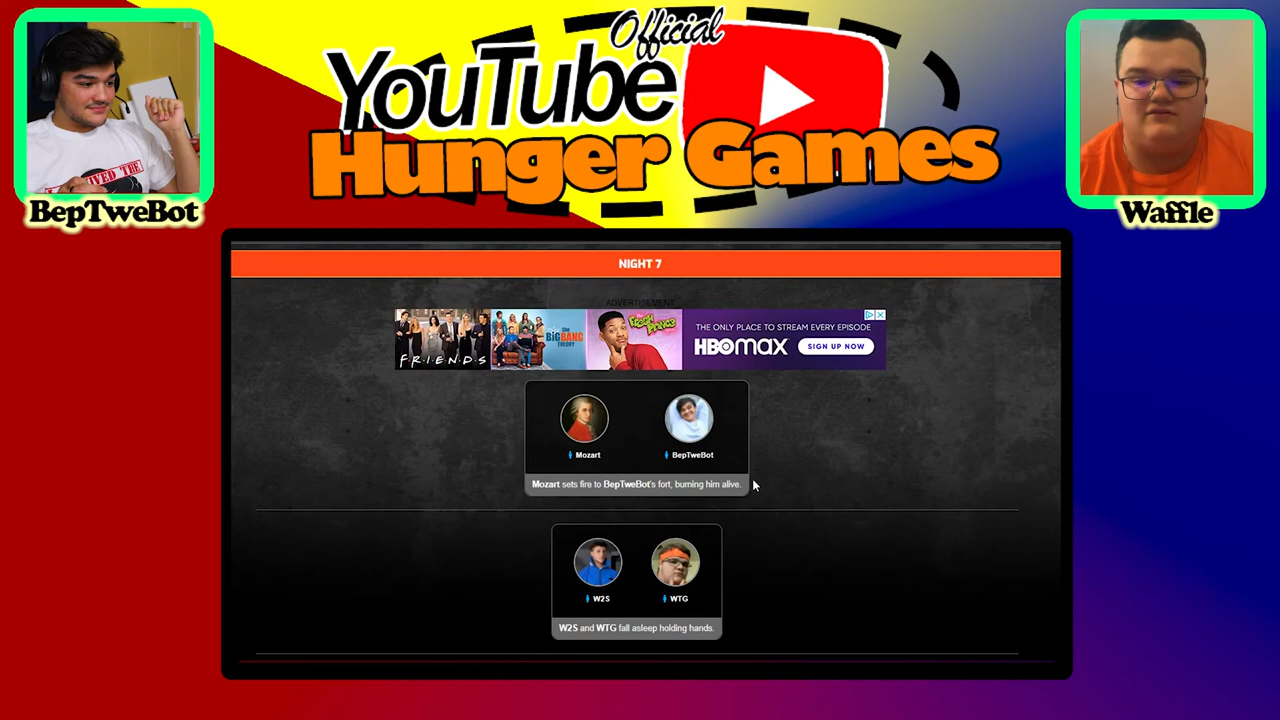 Official
YouTube
Hunger Games
BepTweBot
Waffle
NIGHT 7
ADVERTISEMENT
FRIENDS
the BIG BANG THEORY
THE ONLY PLACE TO STREAM EVERY EPISODE
HBOMAX
SIGN UP NOW
Mozart
BepTweBot
Mozart sets fire to BepTweBot's fort, burning him alive.
W2S
WTG
W2S and WTG fall asleep holding hands.